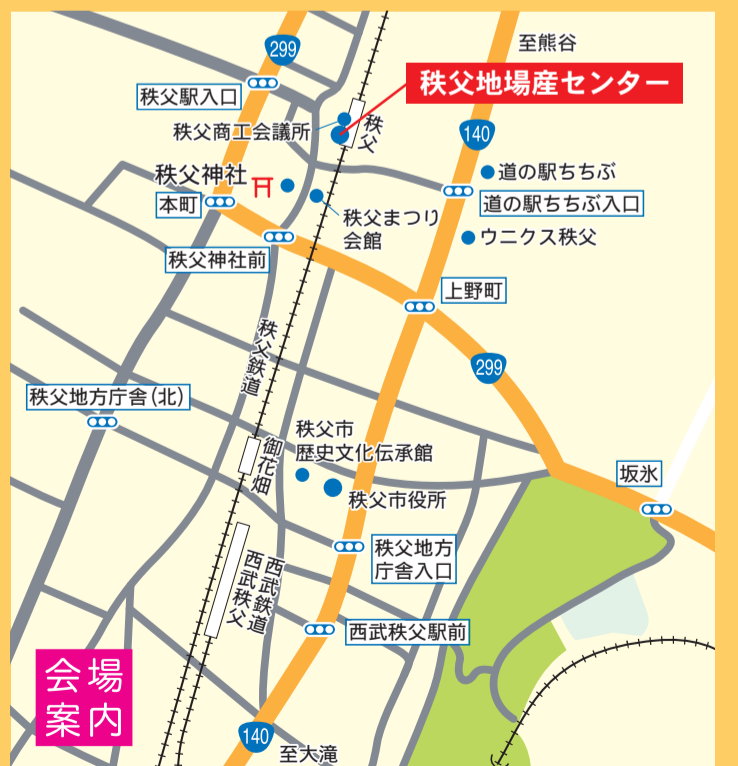 299
至熊谷
秩父地場産センター
秩父駅入口
秩父商工会議所
秩父
140
道の駅ちちぶ
秩父神社
本町
道の駅ちちぶ入口
秩父まつり
会館
ウニクス秩父
秩父神社前
上野町
秩父鉄道
299
秩父地方庁舎(北)
秩父市
歴史文化伝承館
御花畑
坂氷
秩父市役所
秩父地方
庁舎入口
西武鉄道
西武秩父
西武秩父駅前
会場
案内
140
至大滝